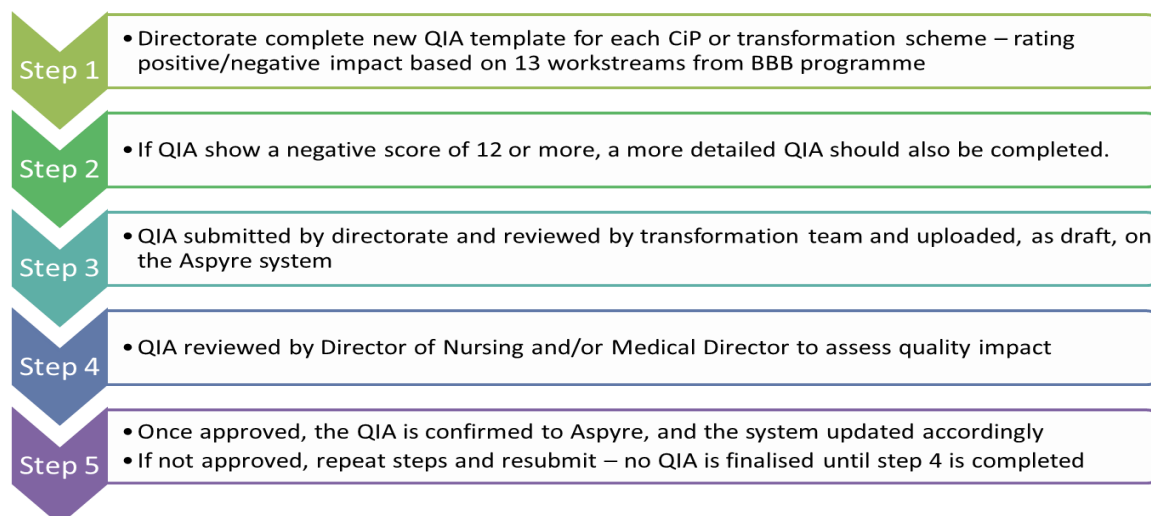 Step 1
• Directorate complete new QIA template for each CiP or transformation scheme – rating
positive/negative impact based on 13 workstreams from BBB programme
Step 2
• If QIA show a negative score of 12 or more, a more detailed QIA should also be completed.
Step 3
• QIA submitted by directorate and reviewed by transformation team and uploaded, as draft, on
the Aspyre system
Step 4
• QIA reviewed by Director of Nursing and/or Medical Director to assess quality impact
Step 5
• Once approved, the QIA is confirmed to Aspyre, and the system updated accordingly
• If not approved, repeat steps and resubmit – no QIA is finalised until step 4 is completed